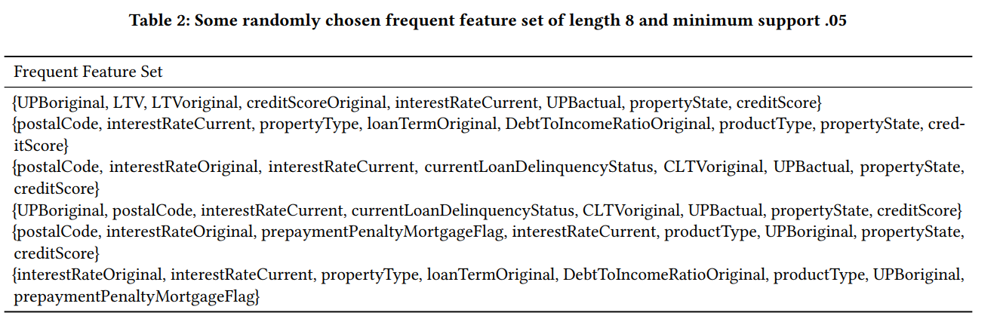 Table 2: Some randomly chosen frequent feature set of length 8 and minimum support .05
Frequent Feature Set
{UPBoriginal, LTV, LTVoriginal, creditScoreOriginal, interestRateCurrent, UPBactual, propertyState, creditScore}
{postalCode, interestRateCurrent, propertyType, loanTermOriginal, DebtToIncomeRatioOriginal, productType, propertyState, cred-
itScore}
{postalCode, interestRateOriginal, interestRateCurrent, currentLoanDelinquencyStatus, CLTVoriginal, UPBactual, propertyState,
creditScore}
{UPBoriginal, postalCode, interestRateCurrent, currentLoanDelinquencyStatus, CLTVoriginal, UPBactual, propertyState, creditScore}
{postalCode, interestRateOriginal, prepaymentPenaltyMortgageFlag, interestRateCurrent, productType, UPBoriginal, propertyState,
creditScore}
{interestRateOriginal, interestRateCurrent, propertyType, loanTermOriginal, DebtToIncomeRatioOriginal, productType, UPBoriginal,
prepaymentPenaltyMortgageFlag}